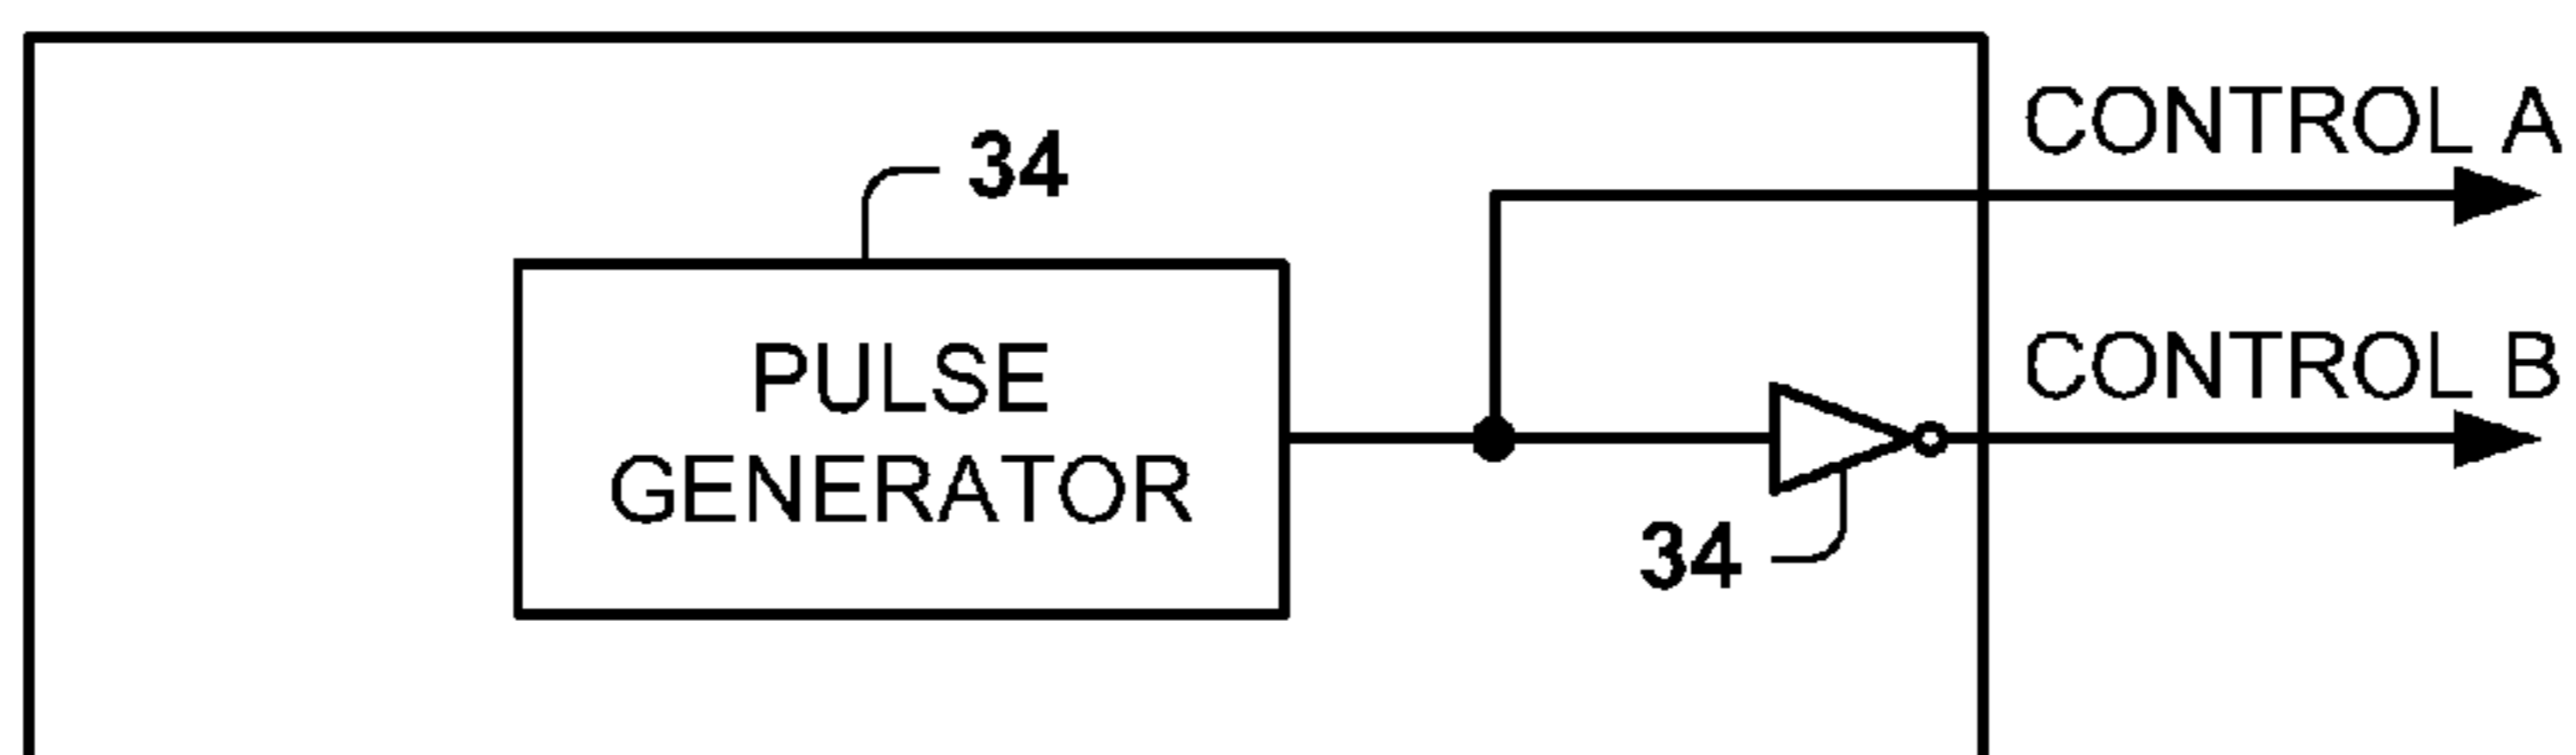 CONTROL A
34
PULSE
GENERATOR
CONTROL B
34